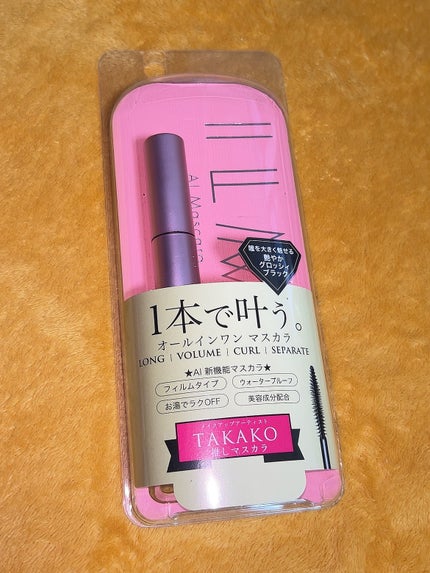 AI Mascara
瞳を大きく魅せる
艶やか
グロッシィ
ブラック
1本で叶う。
オールインワン マスカラ
LONG | VOLUME | CURL | SEPARATE
★AI 新機能マスカラ★
フィルムタイプ
ウォータープルーフ
お湯でラクOFF
美容成分配合
メイクアップアーティスト
TAKAKO
推しマスカラ